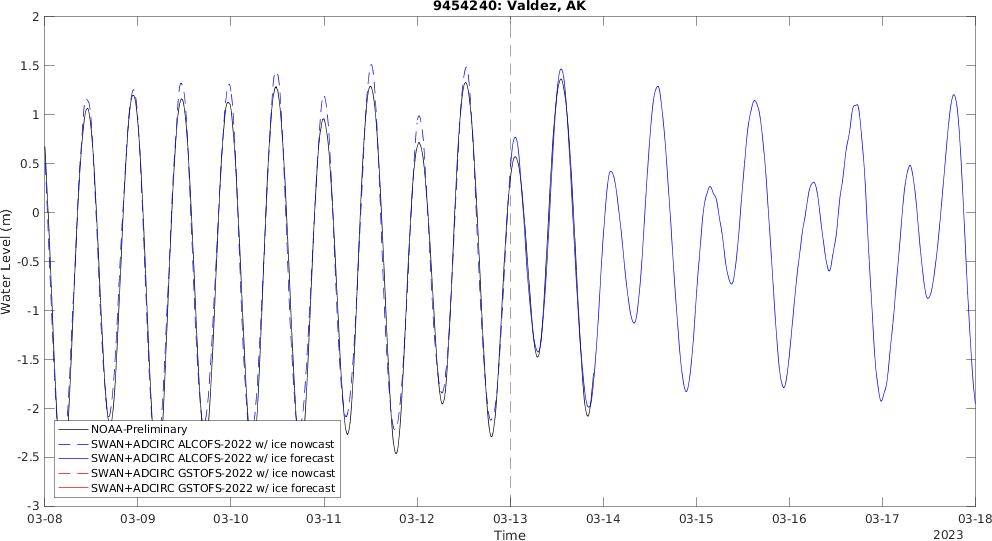 9454240: Valdez, AK
Water Level (m)
2
1.5
1
0.5
0
-0.5
-1
-1.5
-2
-2.5
-3
NOAA-Preliminary
SWAN+ADCIRC ALCOFS-2022 w/ ice nowcast
SWAN+ADCIRC ALCOFS-2022 w/ ice forecast
SWAN+ADCIRC GSTOFS-2022 w/ ice nowcast
SWAN+ADCIRC GSTOFS-2022 w/ ice forecast
03-08 03-09 03-10 03-11 03-12 03-13 03-14 03-15 03-16 03-17 03-18
Time
2023